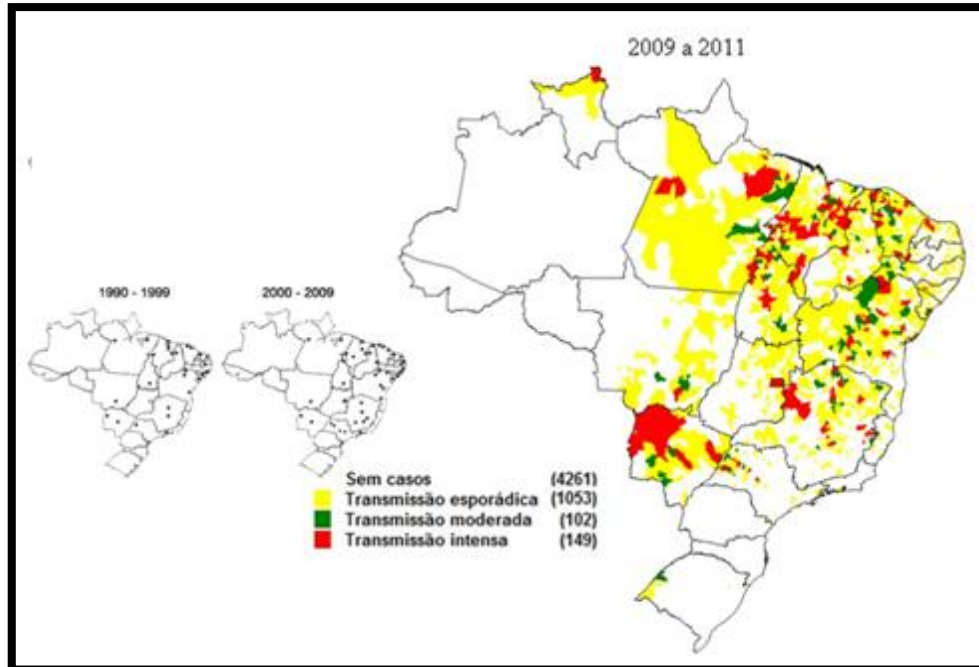 2009 a 2011
1990 - 1999
2000 - 2009
Sem casos (4261)
Transmissão esporádica (1053)
Transmissão moderada (102)
Transmissão intensa (149)